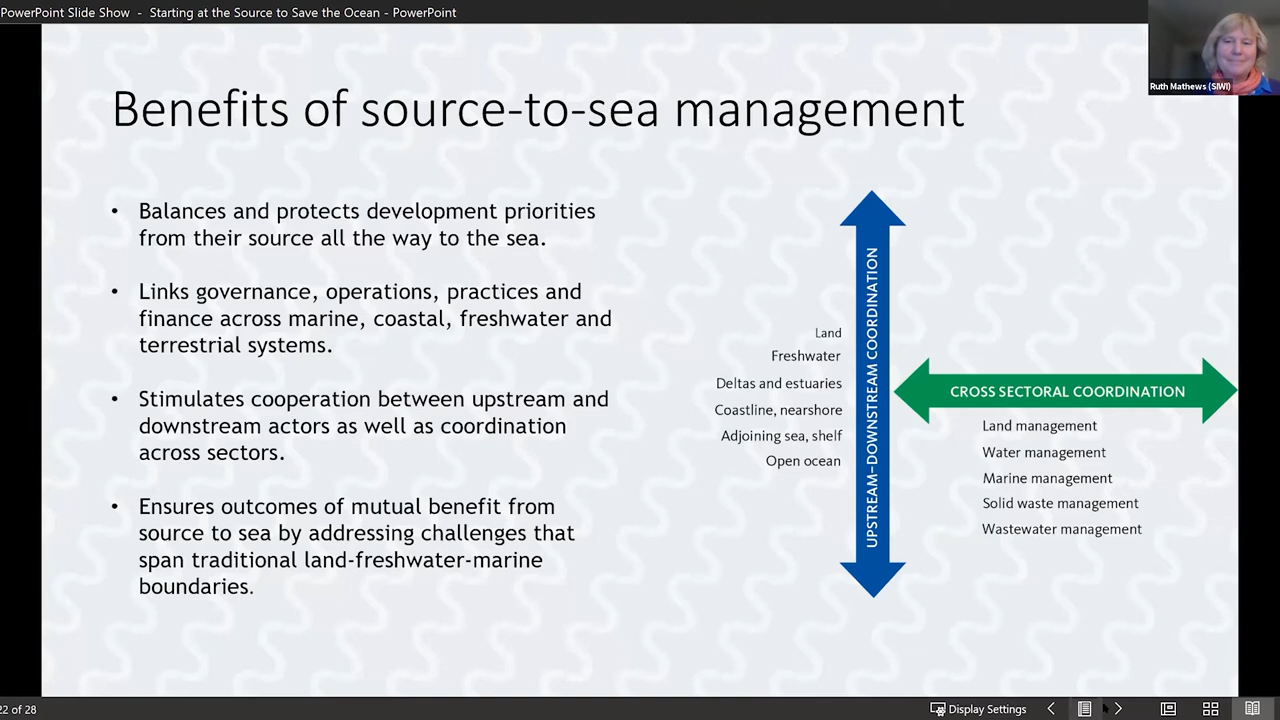 PowerPoint Slide Show - Starting at the Source to Save the Ocean - PowerPoint
Ruth Mathews (SIWI)
Benefits of source-to-sea management
• Balances and protects development priorities
from their source all the way to the sea.
• Links governance, operations, practices and
finance across marine, coastal, freshwater and
terrestrial systems.
• Stimulates cooperation between upstream and
downstream actors as well as coordination
across sectors.
• Ensures outcomes of mutual benefit from
source to sea by addressing challenges that
span traditional land-freshwater-marine
boundaries.
Land
Freshwater
Deltas and estuaries
Coastline, nearshore
Adjoining sea, shelf
Open ocean
UPSTREAM–DOWNSTREAM COORDINATION
CROSS SECTORAL COORDINATION
Land management
Water management
Marine management
Solid waste management
Wastewater management
22 of 28
Display Settings